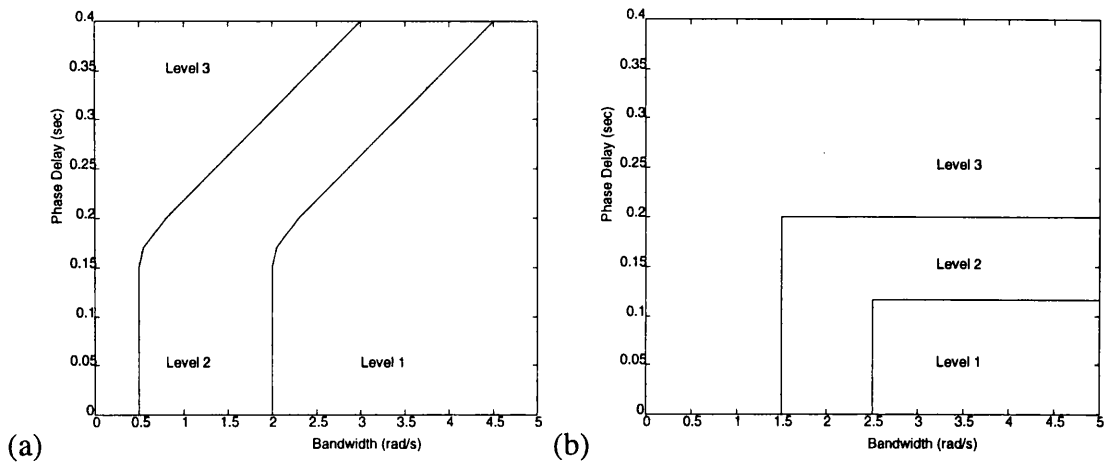 0.4
0.35
0.3
0.25
0.2
0.15
0.1
0.05
0
Phase Delay (sec)
Level 3
Level 2
Level 1
0 0.5 1 1.5 2 2.5 3 3.5 4 4.5 5
Bandwidth (rad/s)
(a)
0.4
0.35
0.3
0.25
0.2
0.15
0.1
0.05
0
Phase Delay (sec)
Level 3
Level 2
Level 1
0 0.5 1 1.5 2 2.5 3 3.5 4 4.5 5
Bandwidth (rad/s)
(b)